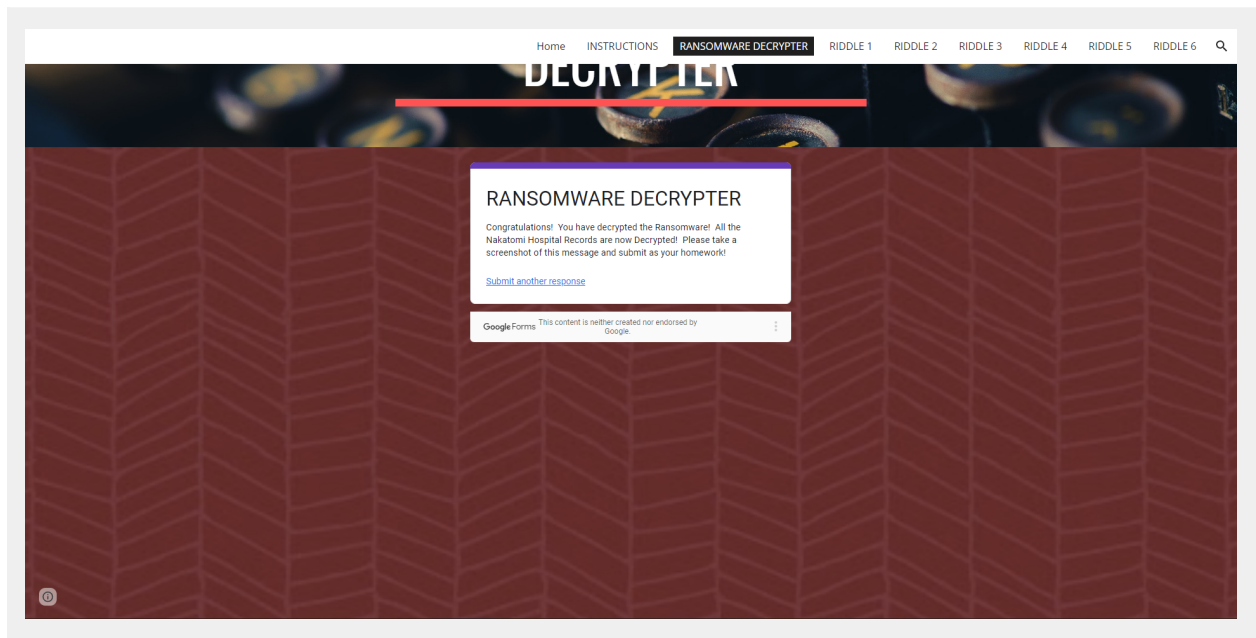 Home INSTRUCTIONS RANSOMWARE DECRYPTER RIDDLE 1 RIDDLE 2 RIDDLE 3 RIDDLE 4 RIDDLE 5 RIDDLE 6
DECRYPTER
RANSOMWARE DECRYPTER
Congratulations! You have decrypted the Ransomware! All the
Nakatomi Hospital Records are now Decrypted! Please take a
screenshot of this message and submit as your homework!
Submit another response
Google Forms This content is neither created nor endorsed by
Google.